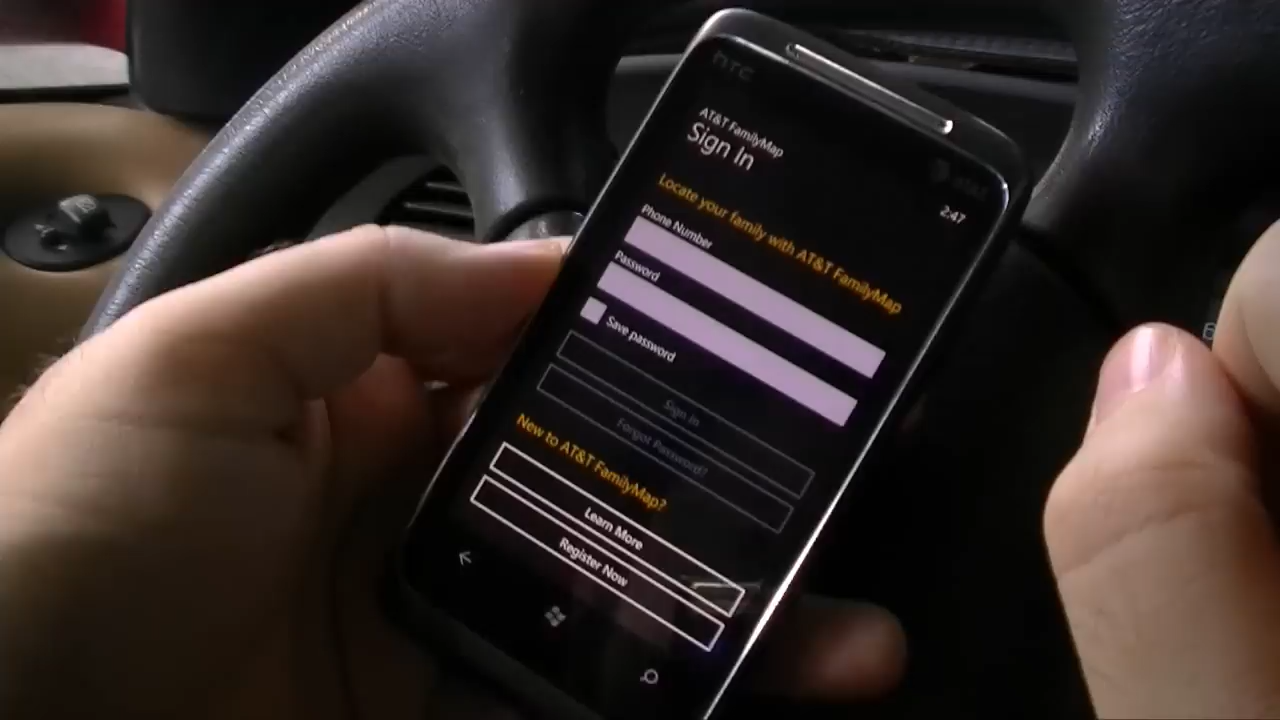 hTC
AT&T FamilyMap
Sign In
2:47
Locate your family with AT&T FamilyMap
Phone Number
Password
Save password
Sign In
Forgot Password?
New to AT&T FamilyMap?
Learn More
Register Now